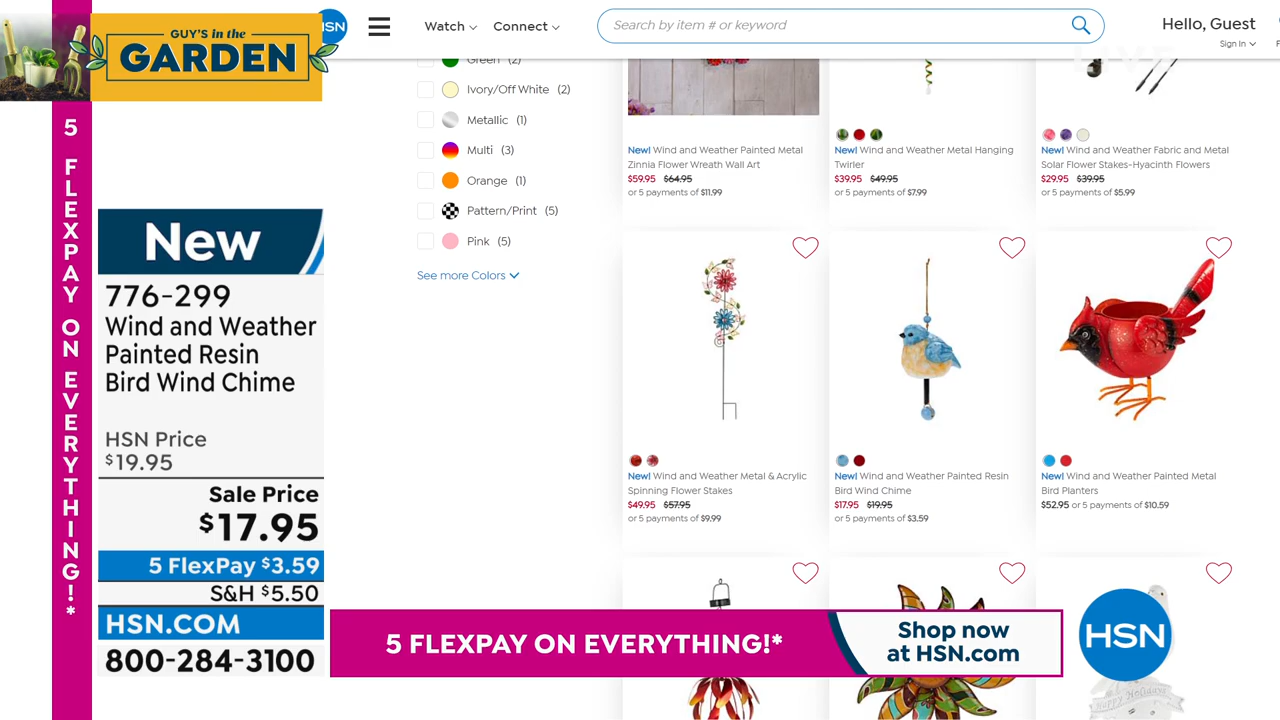 GUY'S in the
GARDEN
HSN
Watch
Connect
Search by item # or keyword
Hello, Guest
Sign In
LIVE
5 FLEXPAY ON EVERYTHING!*
New
776-299
Wind and Weather
Painted Resin
Bird Wind Chime
HSN Price
$19.95
Sale Price
$17.95
5 FlexPay $3.59
S&H $5.50
HSN.COM
800-284-3100
Green (2)
Ivory/Off White (2)
Metallic (1)
Multi (3)
Orange (1)
Pattern/Print (5)
Pink (5)
See more Colors
New! Wind and Weather Painted Metal
Zinnia Flower Wreath Wall Art
$59.95 $64.95
or 5 payments of $11.99
New! Wind and Weather Metal Hanging
Twirler
$39.95 $49.95
or 5 payments of $7.99
New! Wind and Weather Fabric and Metal
Solar Flower Stakes-Hyacinth Flowers
$29.95 $39.95
or 5 payments of $5.99
New! Wind and Weather Metal & Acrylic
Spinning Flower Stakes
$49.95 $57.95
or 5 payments of $9.99
New! Wind and Weather Painted Resin
Bird Wind Chime
$17.95 $19.95
or 5 payments of $3.59
New! Wind and Weather Painted Metal
Bird Planters
$52.95 or 5 payments of $10.59
5 FLEXPAY ON EVERYTHING!*
Shop now
at HSN.com
HSN
Happy Holidays